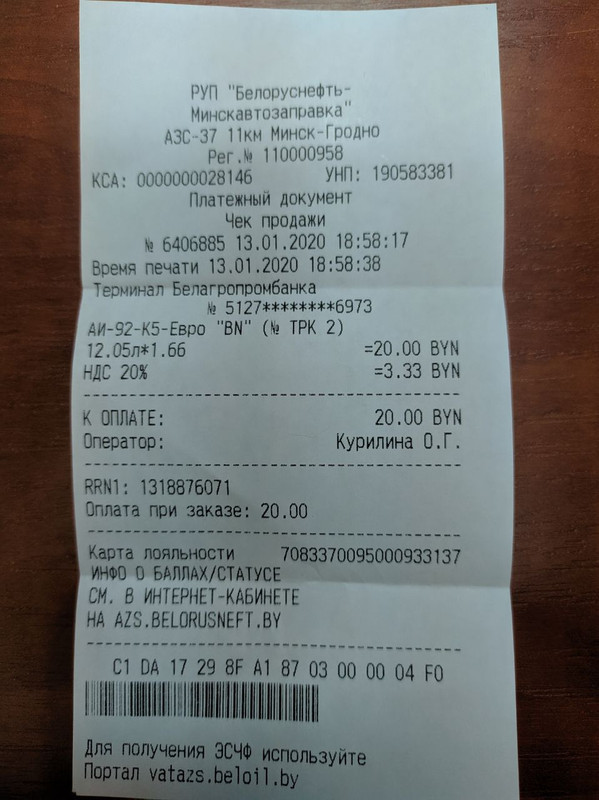 РУП "Белоруснефть-
Минскавтозаправка"
АЗС-37 11км Минск-Гродно
Рег.№ 110000958
КСА: 0000000028146 УНП: 190583381
Платежный документ
Чек продажи
№ 6406885 13.01.2020 18:58:17
Время печати 13.01.2020 18:58:38
Терминал Белагропромбанка
№ 5127********6973
АИ-92-К5-Евро "BN" (№ ТРК 2)
12.05л*1.66 =20.00 BYN
НДС 20% =3.33 BYN
К ОПЛАТЕ: 20.00 BYN
Оператор: Курилина О.Г.
RRN1: 1318876071
Оплата при заказе: 20.00
Карта лояльности 7083370095000933137
ИНФО О БАЛЛАХ/СТАТУСЕ
СМ. В ИНТЕРНЕТ-КАБИНЕТЕ
НА AZS.BELORUSNEFT.BY
C1 DA 17 29 8F A1 87 03 00 00 04 F0
Для получения ЭСЧФ используйте
Портал vatazs.beloil.by